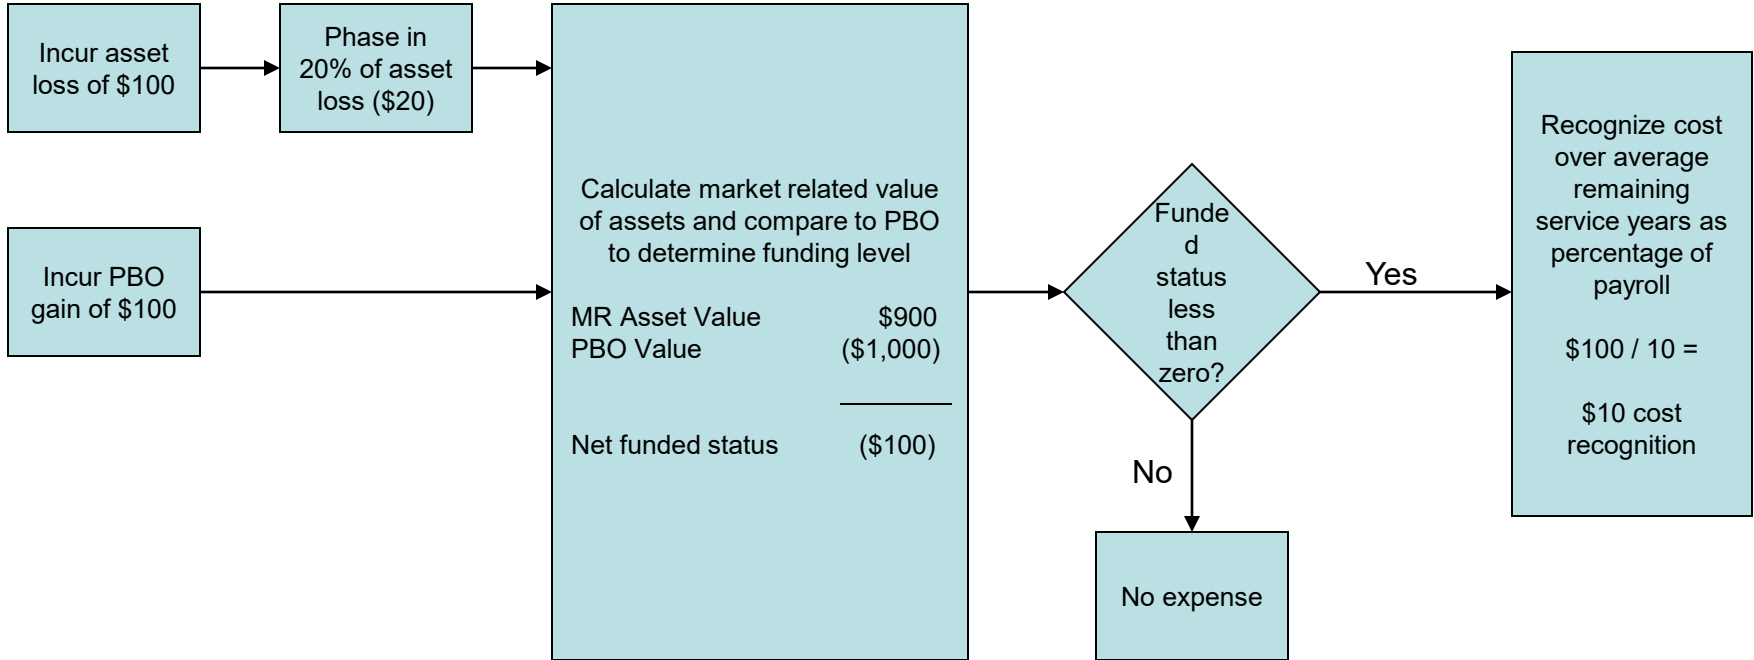 Incur asset
loss of $100
Phase in
20% of asset
loss ($20)
Incur PBO
gain of $100
Calculate market related value
of assets and compare to PBO
to determine funding level
MR Asset Value $900
PBO Value ($1,000)
Net funded status ($100)
Funde
d
status
less
than
zero?
Yes
No
No expense
Recognize cost
over average
remaining
service years as
percentage of
payroll
$100 / 10 =
$10 cost
recognition